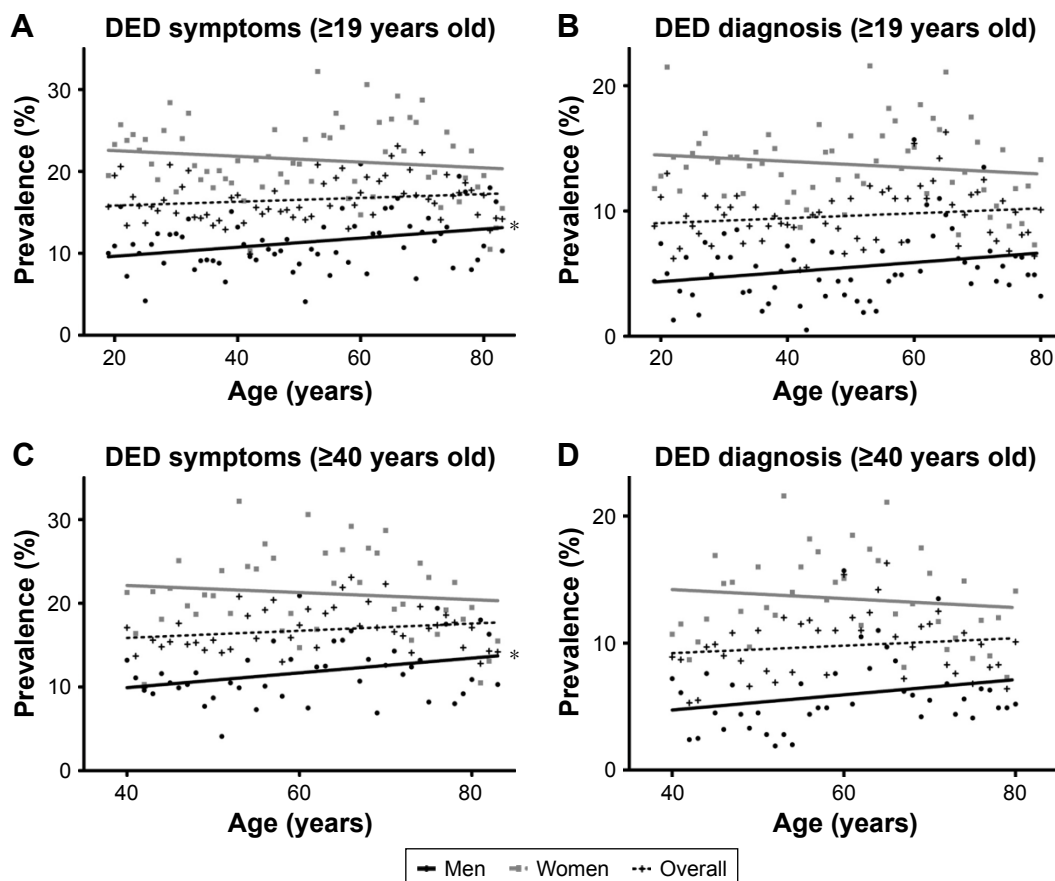 A DED symptoms (≥19 years old)
Prevalence (%)
30
20
10
0
20 40 60 80
Age (years)
B DED diagnosis (≥19 years old)
Prevalence (%)
20
10
0
20 40 60 80
Age (years)
*
C DED symptoms (≥40 years old)
Prevalence (%)
30
20
10
0
40 60 80
Age (years)
*
D DED diagnosis (≥40 years old)
Prevalence (%)
20
10
0
40 50 60 70 80
Age (years)
Men Women Overall